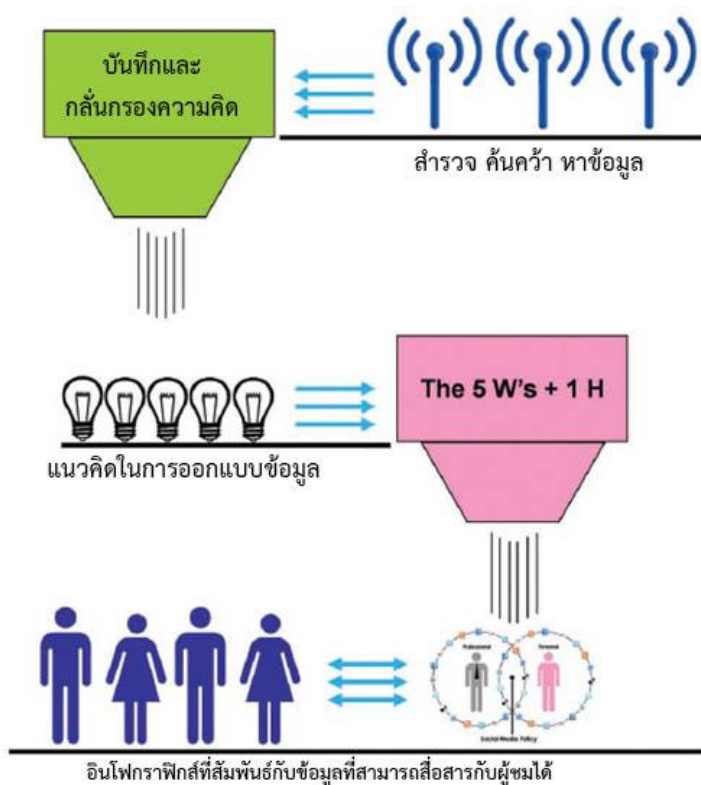 บันทึกและ
กลั่นกรองความคิด
สำรวจ ค้นคว้า หาข้อมูล
The 5 W's + 1 H
แนวคิดในการออกแบบข้อมูล
Professional
Personal
Social Media Policy
อินโฟกราฟิกส์ที่สัมพันธ์กับข้อมูลที่สามารถสื่อสารกับผู้ชมได้